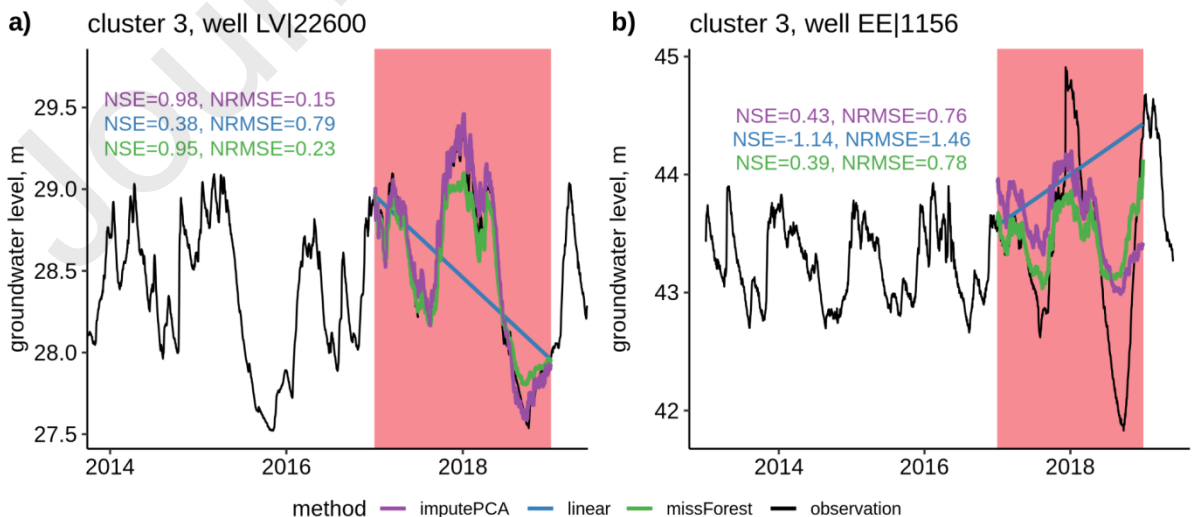 a) cluster 3, well LV|22600
b) cluster 3, well EE|1156
Jour
groundwater level, m
29.5
29.0
28.5
28.0
27.5
NSE=0.98, NRMSE=0.15
NSE=0.38, NRMSE=0.79
NSE=0.95, NRMSE=0.23
2014 2016 2018
groundwater level, m
45
44
43
42
NSE=0.43, NRMSE=0.76
NSE=-1.14, NRMSE=1.46
NSE=0.39, NRMSE=0.78
2014 2016 2018
method imputePCA linear missForest observation